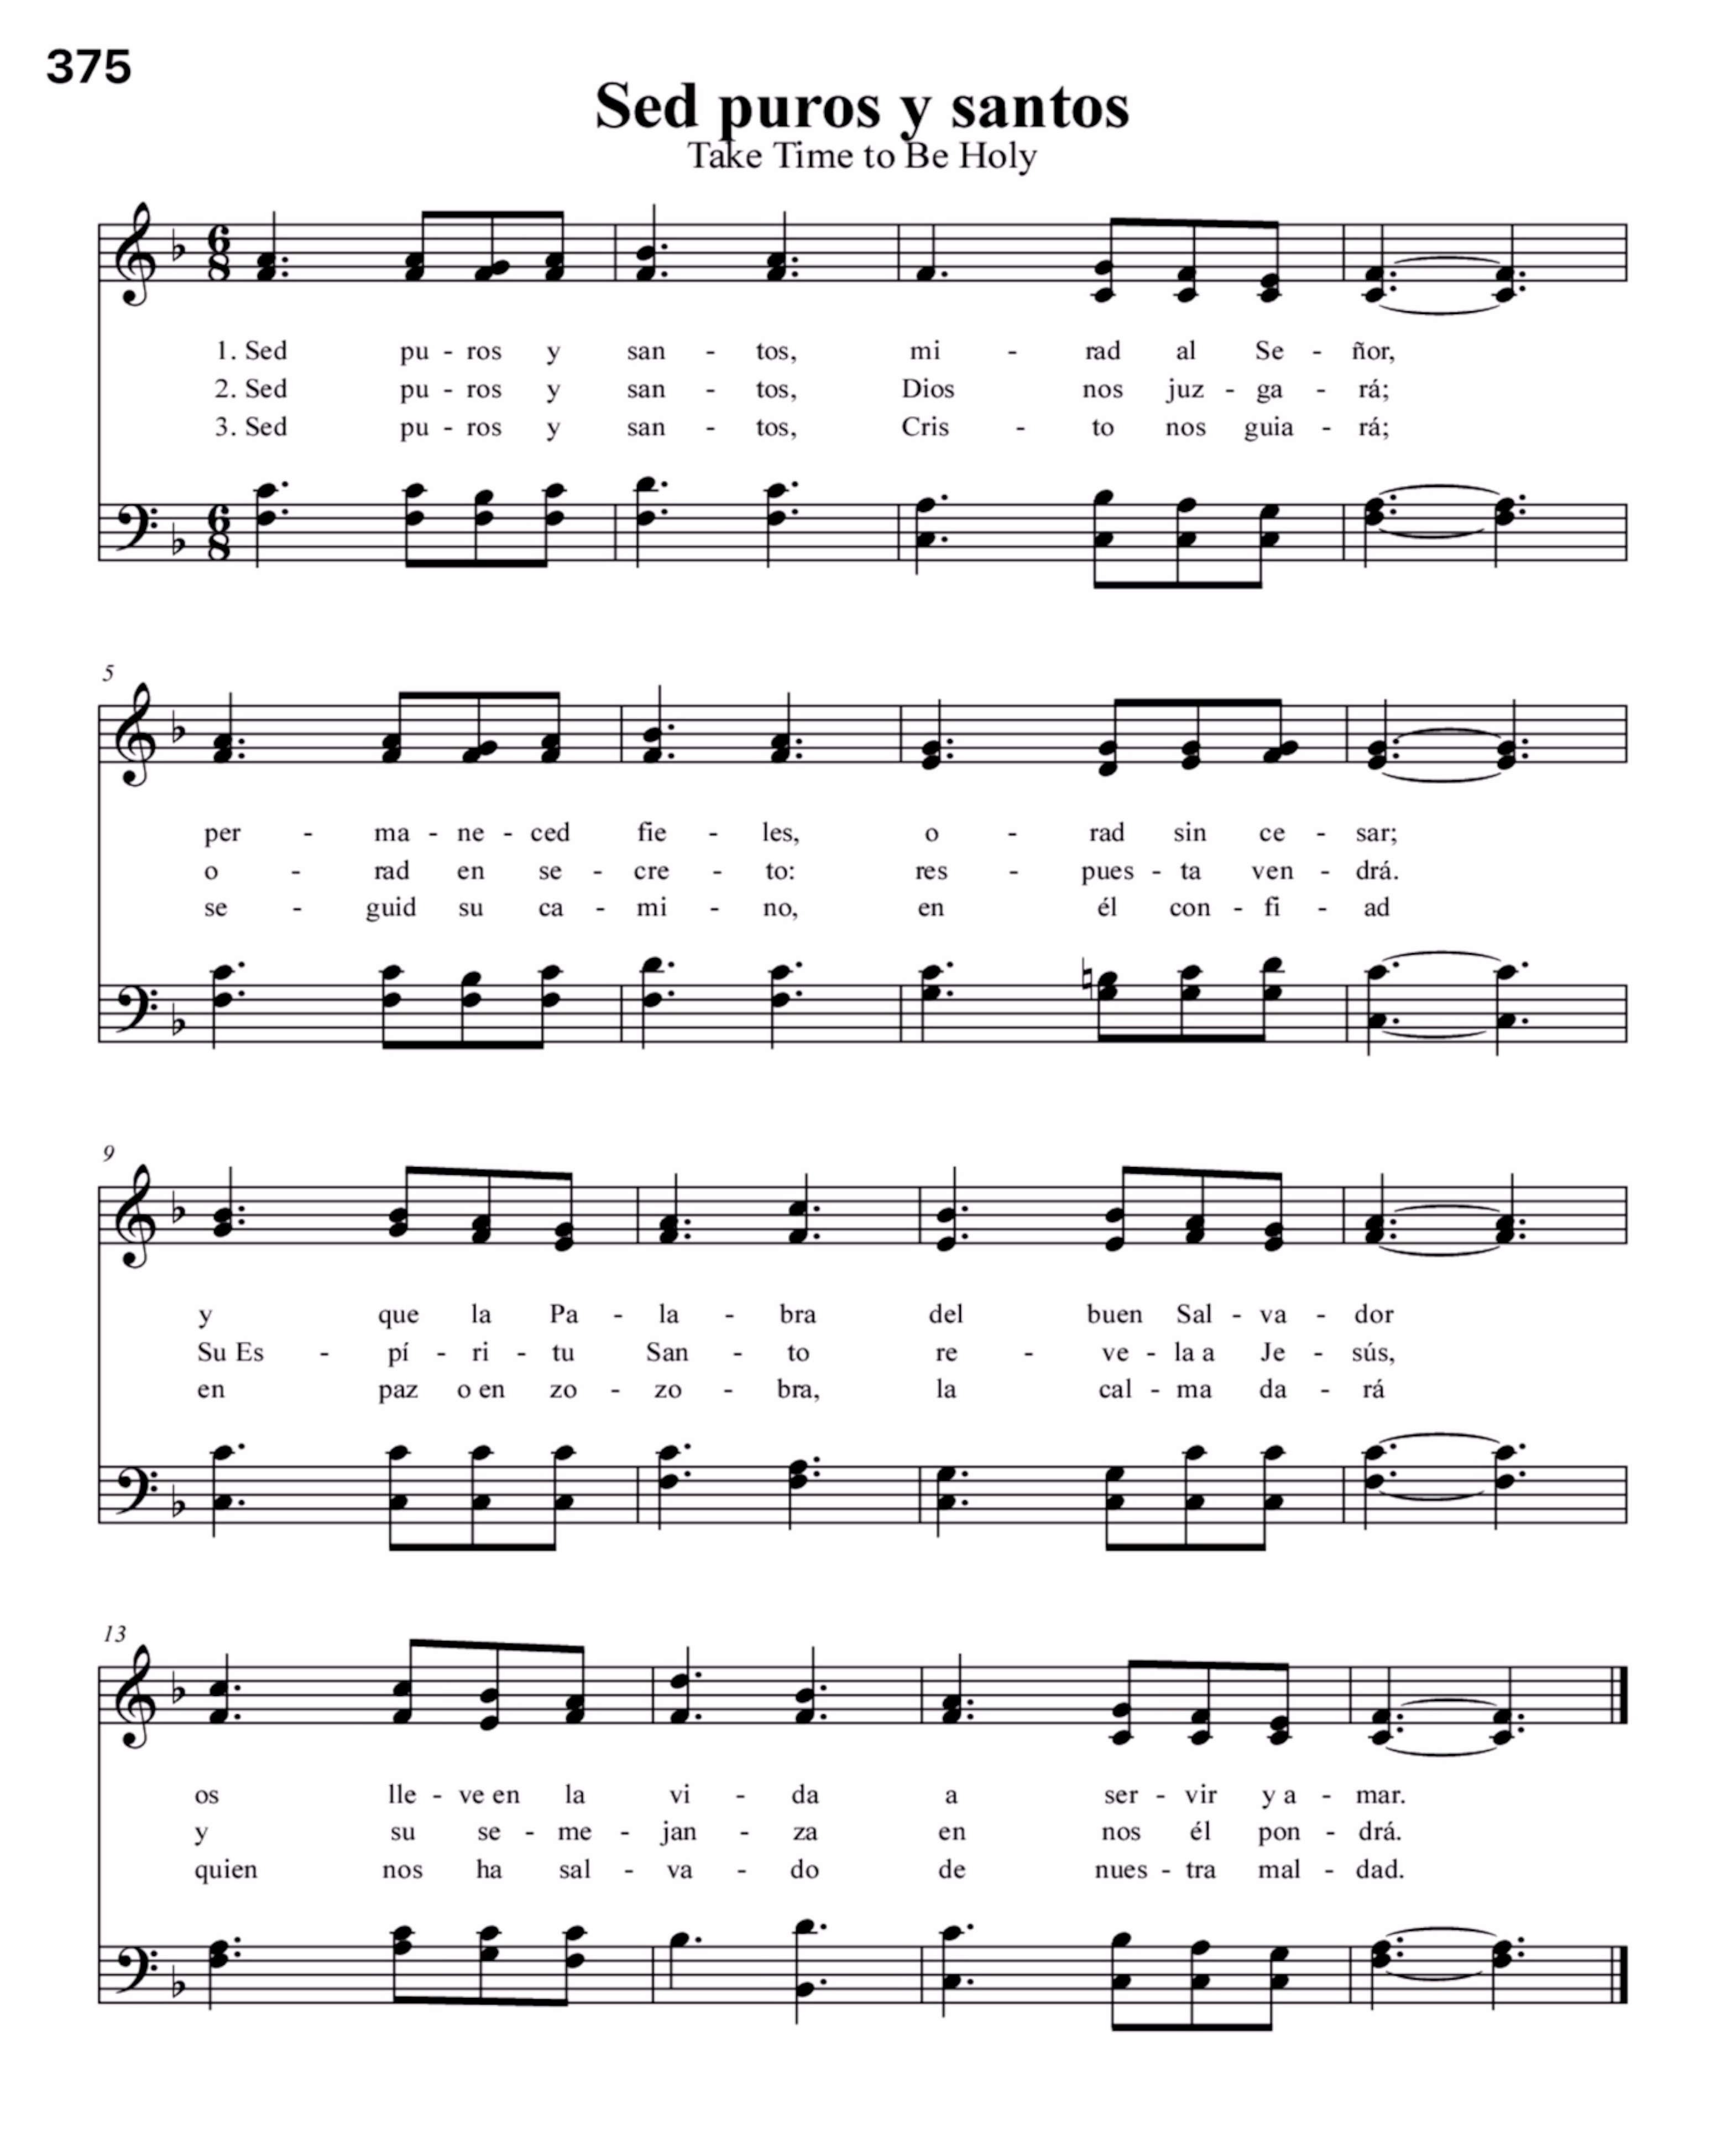 375
Sed puros y santos
Take Time to Be Holy
1. Sed pu - ros y san - tos, mi - rad al Se - ñor,
2. Sed pu - ros y san - tos, Dios nos juz - ga - rá;
3. Sed pu - ros y san - tos, Cris - to nos guia - rá;
5
per - ma - ne - ced fie - les, o - rad sin ce - sar;
o - rad en se - cre - to: res - pues - ta ven - drá.
se - guid su ca - mi - no, en él con - fi - ad
9
y que la Pa - la - bra del buen Sal - va - dor
Su Es - pí - ri - tu San - to re - ve - la a Je - sús,
en paz o en zo - zo - bra, la cal - ma da - rá
13
os lle - ve en la vi - da a ser - vir y a - mar.
y su se - me - jan - za en nos él pon - drá.
quien nos ha sal - va - do de nues - tra mal - dad.